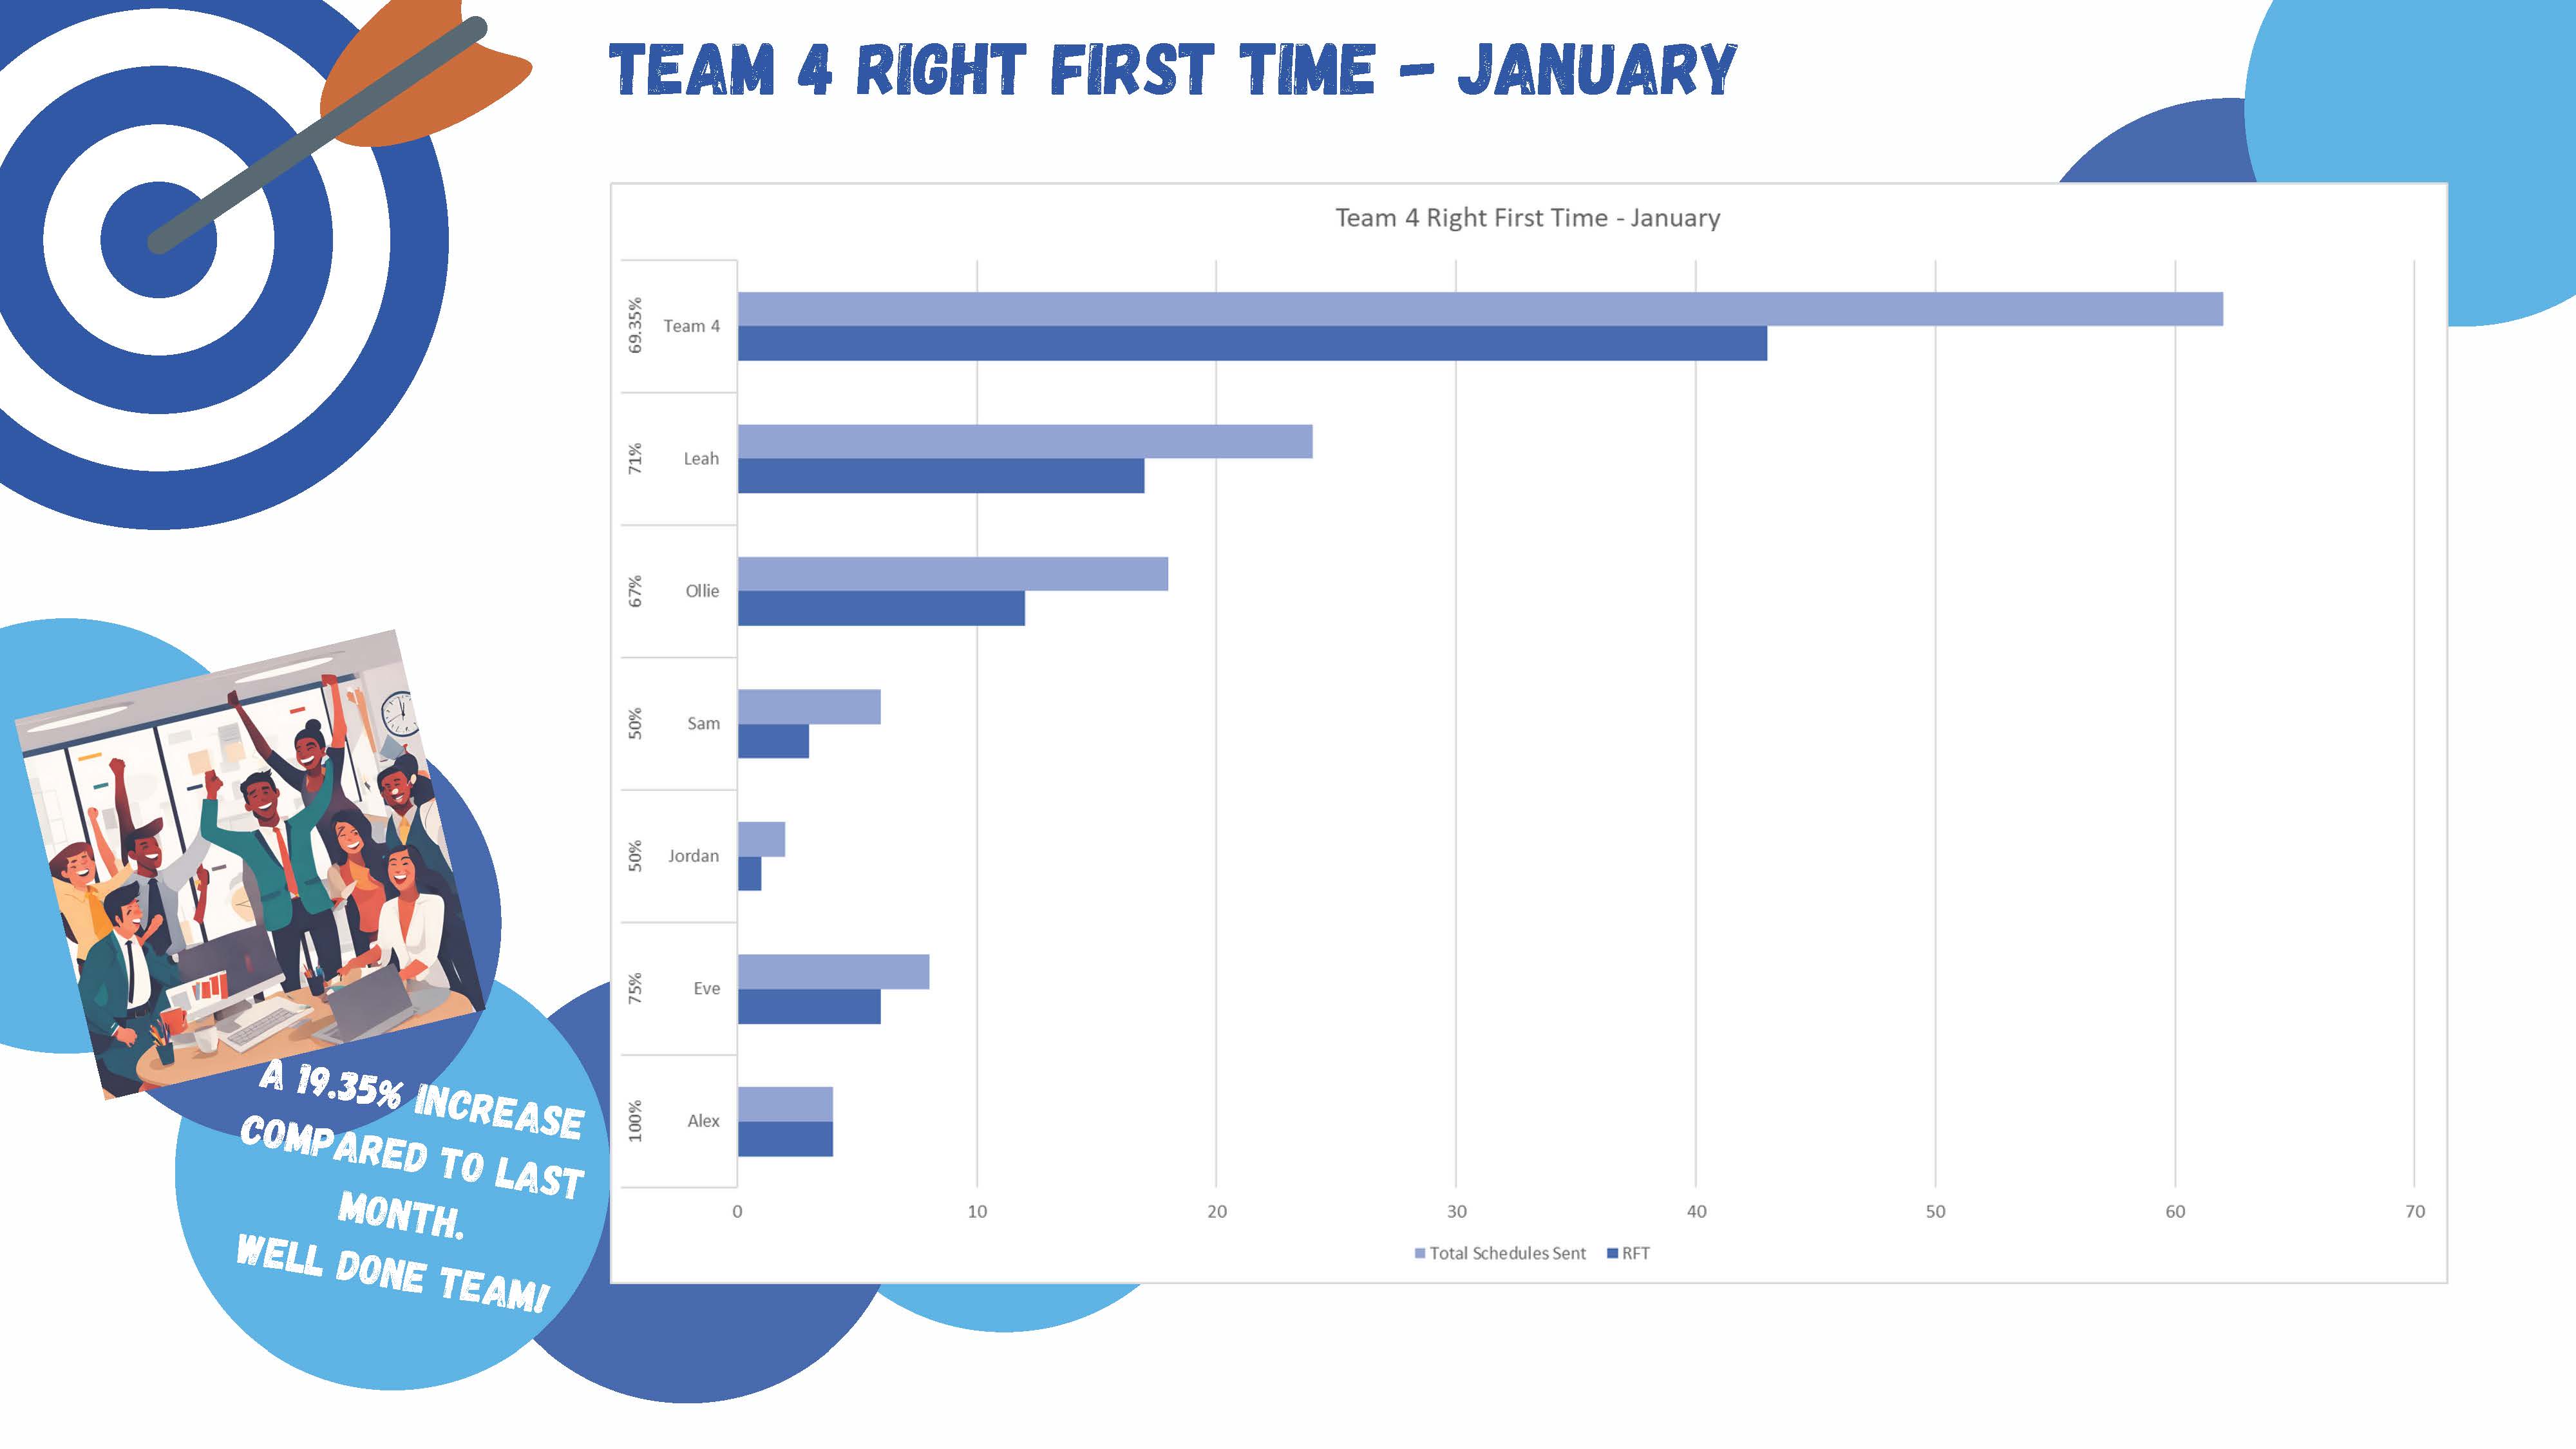 TEAM 4 RIGHT FIRST TIME - JANUARY
Team 4 Right First Time - January
69.35% Team 4
71% Leah
67% Ollie
50% Sam
50% Jordan
75% Eve
100% Alex
0 10 20 30 40 50 60 70
Total Schedules Sent RFT
A 19.35% INCREASE
COMPARED TO LAST
MONTH.
WELL DONE TEAM!